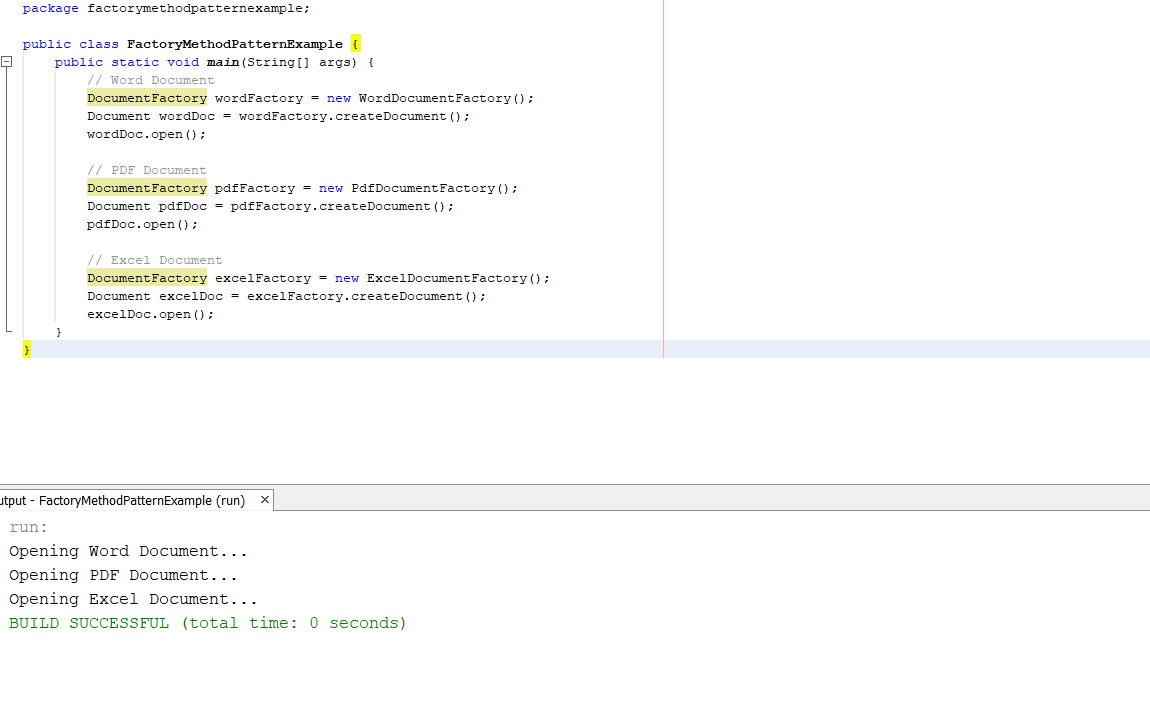 package factorymethodpatternexample;
public class FactoryMethodPatternExample {
public static void main(String[] args) {
// Word Document
DocumentFactory wordFactory = new WordDocumentFactory();
Document wordDoc = wordFactory.createDocument();
wordDoc.open();
// PDF Document
DocumentFactory pdfFactory = new PdfDocumentFactory();
Document pdfDoc = pdfFactory.createDocument();
pdfDoc.open();
// Excel Document
DocumentFactory excelFactory = new ExcelDocumentFactory();
Document excelDoc = excelFactory.createDocument();
excelDoc.open();
}
}
utput - FactoryMethodPatternExample (run) ×
run:
Opening Word Document...
Opening PDF Document...
Opening Excel Document...
BUILD SUCCESSFUL (total time: 0 seconds)